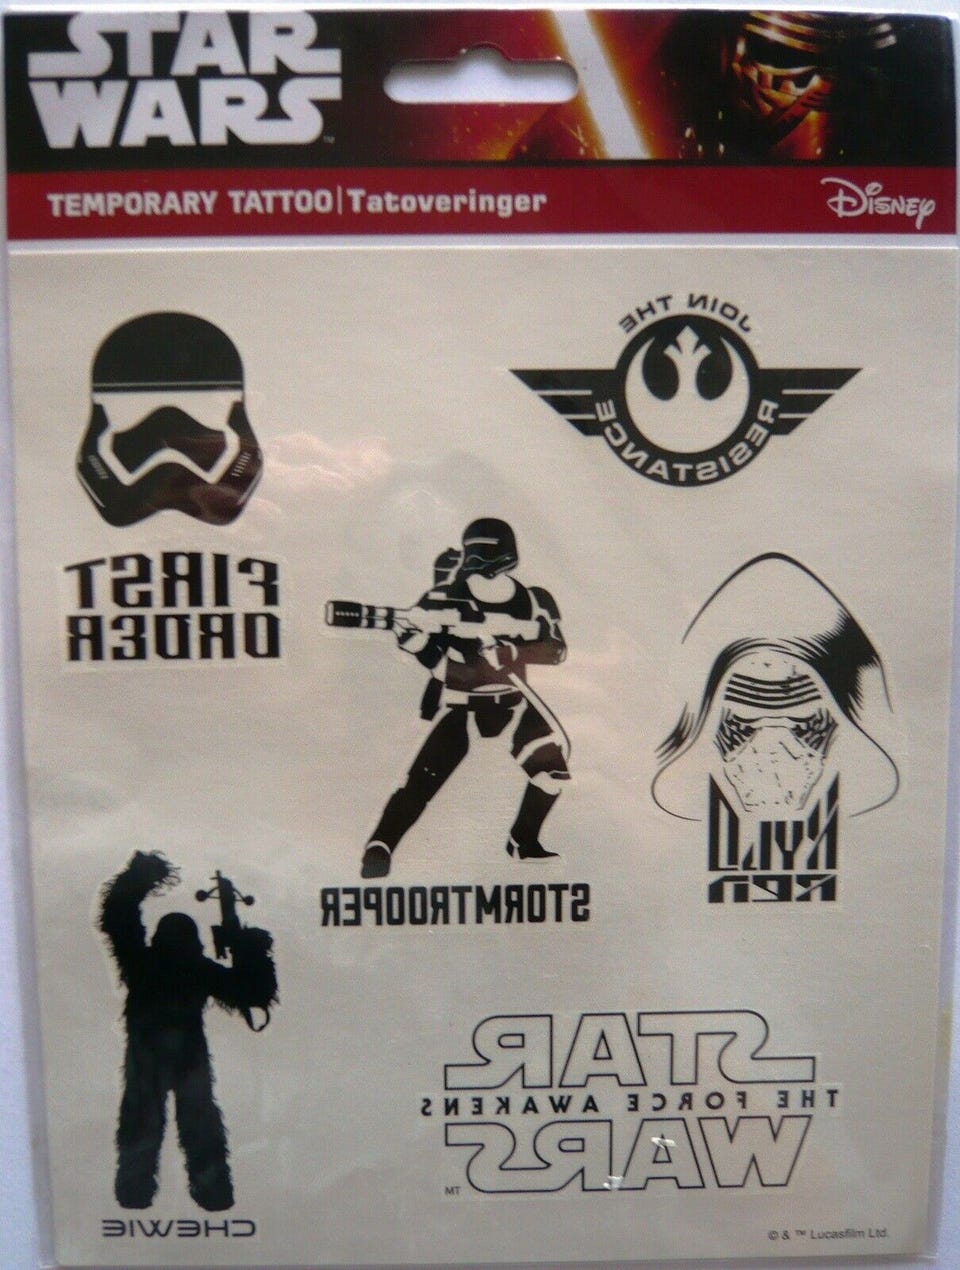 STAR
WARS
TEMPORARY TATTOO | Tatoveringer
Disney
JOIN THE
RESISTANCE
FIRST
ORDER
STORMTROOPER
KYLO
REN
CHEWIE
STAR
THE FORCE AWAKENS
WARS
TM
© & ™ Lucasfilm Ltd.